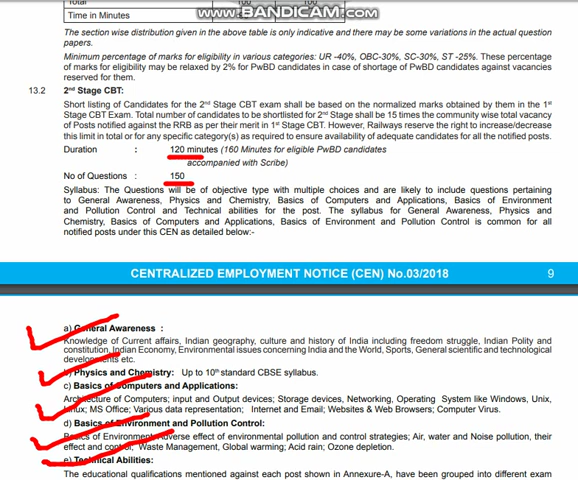 Total 100 100
Time in Minutes
WWW.BANDICAM.COM
The section wise distribution given in the above table is only indicative and there may be some variations in the actual question
papers.
Minimum percentage of marks for eligibility in various categories: UR -40%, OBC-30%, SC-30%, ST -25%. These percentage
of marks for eligibility may be relaxed by 2% for PwBD candidates in case of shortage of PwBD candidates against vacancies
reserved for them.
13.2 2nd Stage CBT:
Short listing of Candidates for the 2nd Stage CBT exam shall be based on the normalized marks obtained by them in the 1st
Stage CBT Exam. Total number of candidates to be shortlisted for 2nd Stage shall be 15 times the community wise total vacancy
of Posts notified against the RRB as per their merit in 1st Stage CBT. However, Railways reserve the right to increase/decrease
this limit in total or for any specific category(s) as required to ensure availability of adequate candidates for all the notified posts.
Duration : 120 minutes (160 Minutes for eligible PwBD candidates
accompanied with Scribe)
No of Questions : 150
Syllabus: The Questions will be of objective type with multiple choices and are likely to include questions pertaining
to General Awareness, Physics and Chemistry, Basics of Computers and Applications, Basics of Environment
and Pollution Control and Technical abilities for the post. The syllabus for General Awareness, Physics and
Chemistry, Basics of Computers and Applications, Basics of Environment and Pollution Control is common for all
notified posts under this CEN as detailed below:-
CENTRALIZED EMPLOYMENT NOTICE (CEN) No.03/2018 9
a) General Awareness :
Knowledge of Current affairs, Indian geography, culture and history of India including freedom struggle, Indian Polity and
constitution, Indian Economy, Environmental issues concerning India and the World, Sports, General scientific and technological
developments etc.
b) Physics and Chemistry: Up to 10th standard CBSE syllabus.
c) Basics of Computers and Applications:
Architecture of Computers; input and Output devices; Storage devices, Networking, Operating System like Windows, Unix,
Linux; MS Office; Various data representation; Internet and Email; Websites & Web Browsers; Computer Virus.
d) Basics of Environment and Pollution Control:
Basics of Environment; Adverse effect of environmental pollution and control strategies; Air, water and Noise pollution, their
effect and control; Waste Management, Global warming; Acid rain; Ozone depletion.
e) Technical Abilities:
The educational qualifications mentioned against each post shown in Annexure-A, have been grouped into different exam